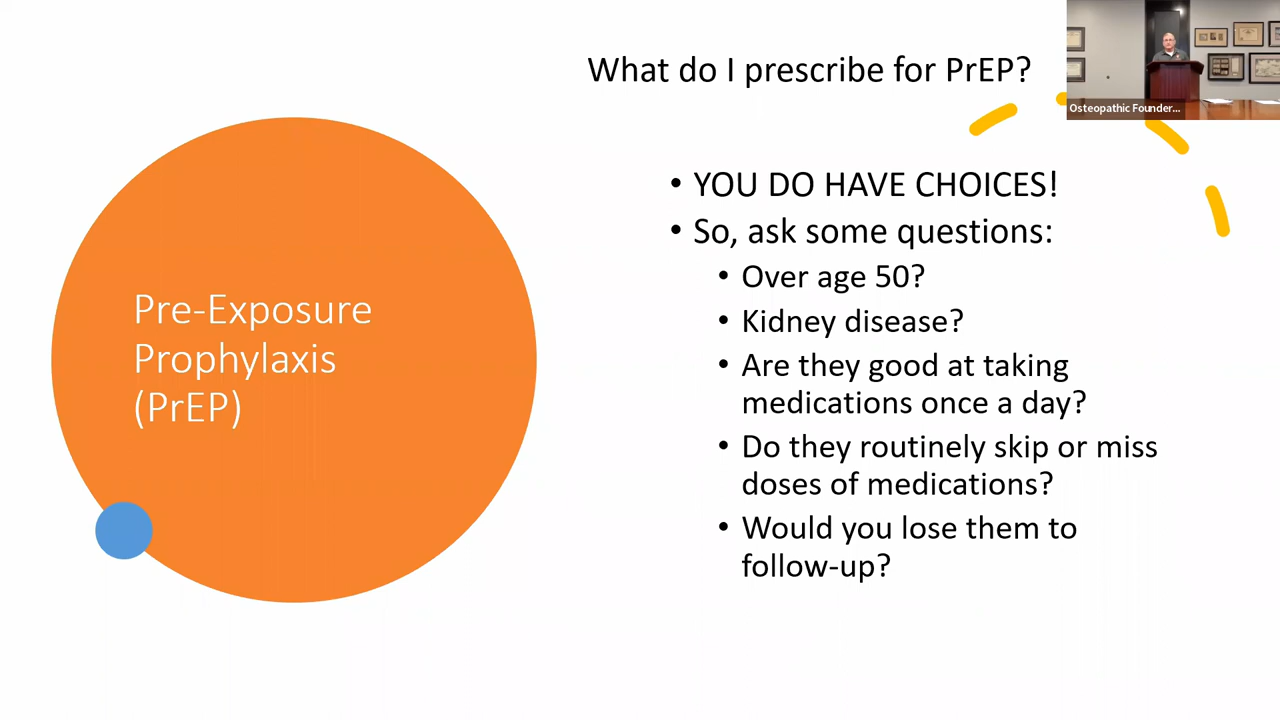 What do I prescribe for PrEP?
Osteopathic Founder...
Pre-Exposure
Prophylaxis
(PrEP)
• YOU DO HAVE CHOICES!
• So, ask some questions:
• Over age 50?
• Kidney disease?
• Are they good at taking
medications once a day?
• Do they routinely skip or miss
doses of medications?
• Would you lose them to
follow-up?